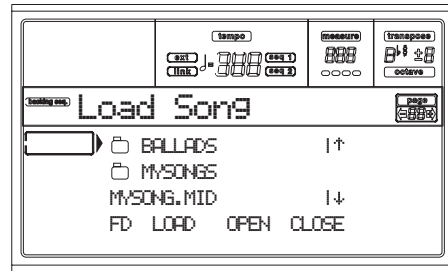 tempo
ext
link
seq 1
seq 2
measure
transpose
octave
backing seq.
Load Song
page
BALLADS
MYSONGS
MYSONG.MID
FD LOAD OPEN CLOSE